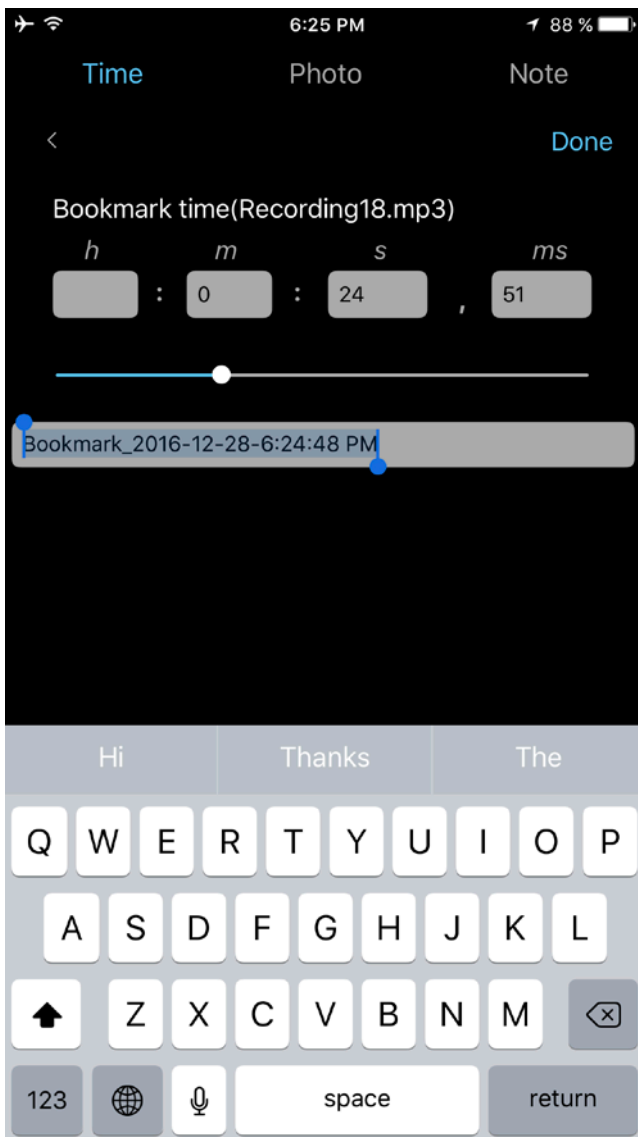 6:25 PM 88 %
Time Photo Note
Done
Bookmark time(Recording18.mp3)
h m s ms
: 0 : 24 , 51
Bookmark_2016-12-28-6:24:48 PM
Hi Thanks The
Q W E R T Y U I O P
A S D F G H J K L
Z X C V B N M
123 space return